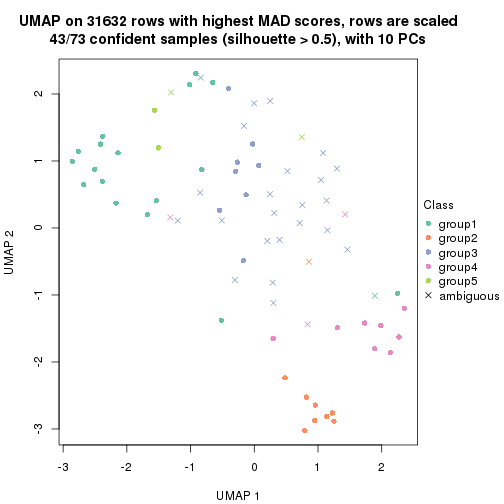 UMAP on 31632 rows with highest MAD scores, rows are scaled
43/73 confident samples (silhouette > 0.5), with 10 PCs
2
1
0
-1
-2
-3
UMAP 2
-3
-2
-1
0
1
2
UMAP 1
Class
group1
group2
group3
group4
group5
ambiguous